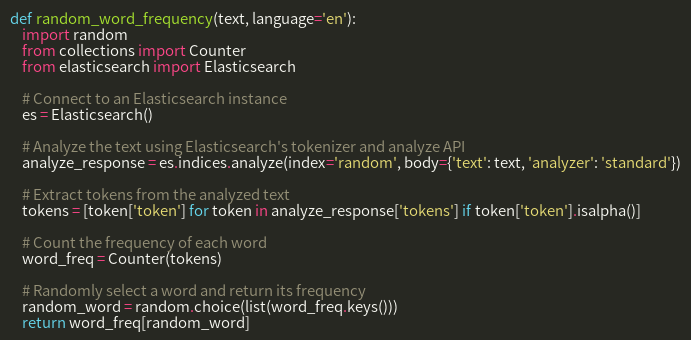 def random_word_frequency(text, language='en'):
    import random
    from collections import Counter
    from elasticsearch import Elasticsearch

    # Connect to an Elasticsearch instance
    es = Elasticsearch()

    # Analyze the text using Elasticsearch's tokenizer and analyze API
    analyze_response = es.indices.analyze(index='random', body={'text': text, 'analyzer': 'standard'})

    # Extract tokens from the analyzed text
    tokens = [token['token'] for token in analyze_response['tokens'] if token['token'].isalpha()]

    # Count the frequency of each word
    word_freq = Counter(tokens)

    # Randomly select a word and return its frequency
    random_word = random.choice(list(word_freq.keys()))
    return word_freq[random_word]